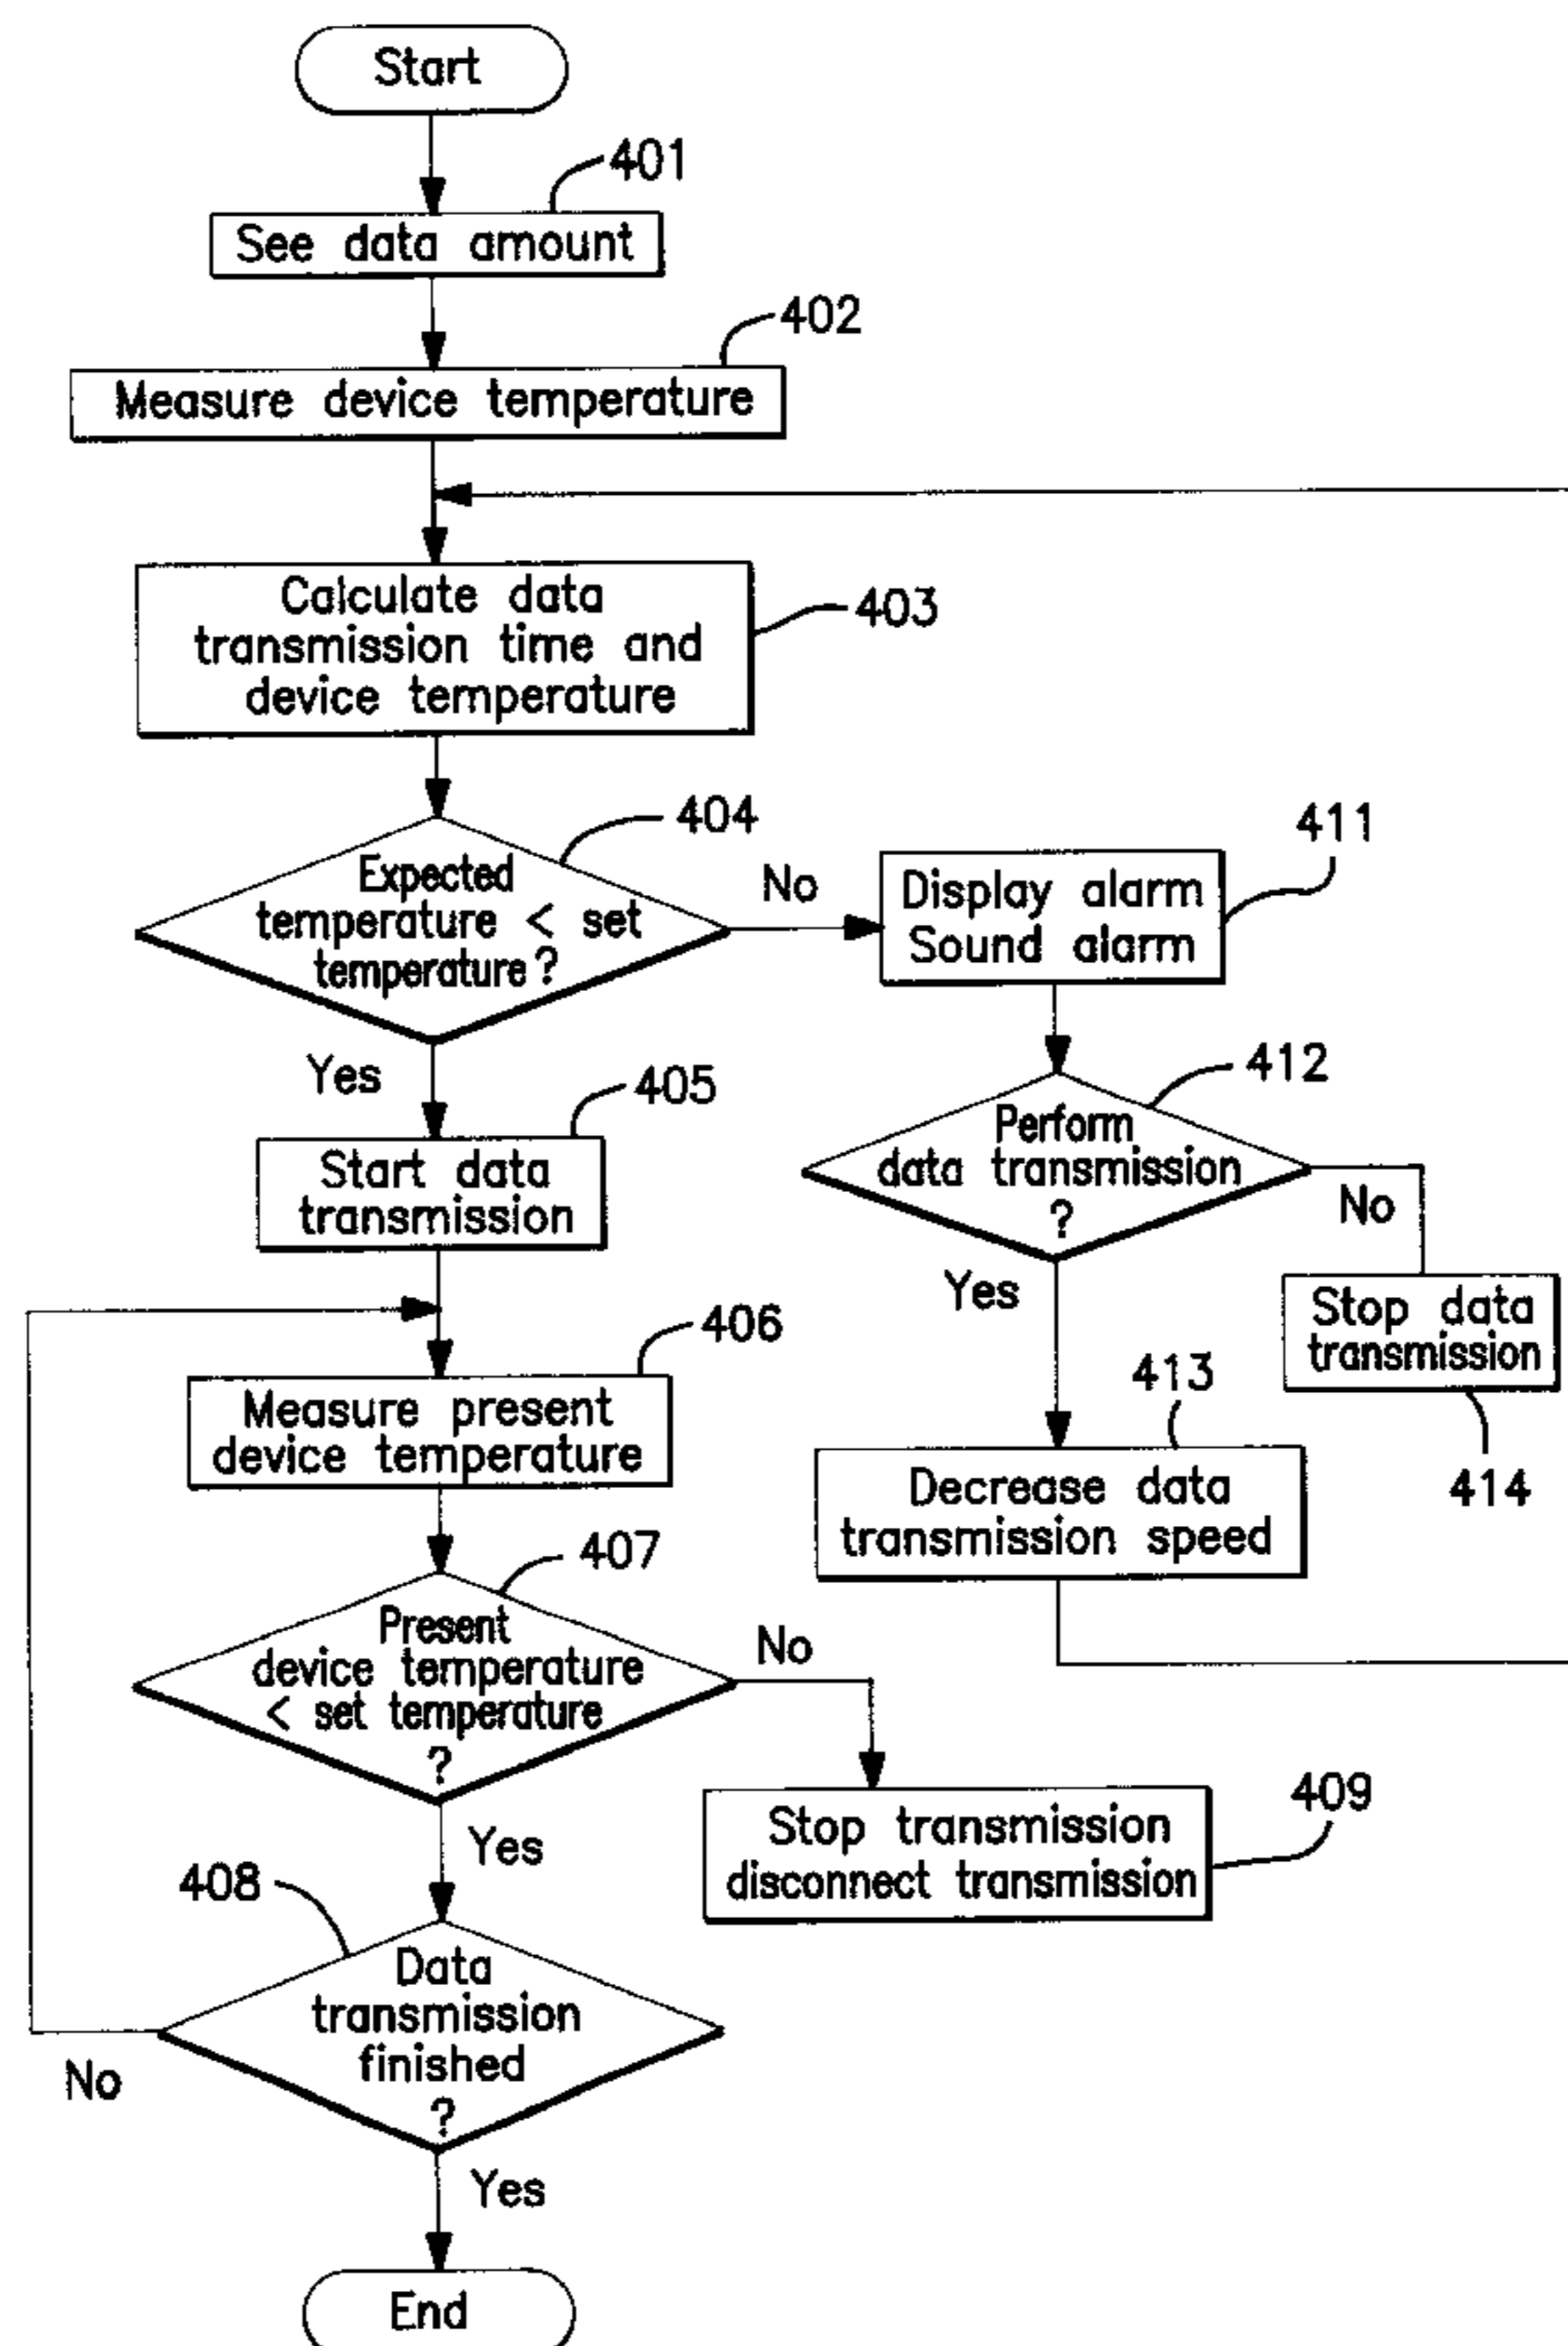 Start
401
See data amount
402
Measure device temperature
Calculate data
transmission time and
device temperature
403
404
Expected
temperature < set
temperature?
No
Display alarm
Sound alarm
411
Yes
405
Start data
transmission
412
Perform
data transmission
?
No
Yes
Stop data
transmission
414
406
Measure present
device temperature
413
Decrease data
transmission speed
407
Present
device temperature
< set temperature
?
No
Yes
Stop transmission
disconnect transmission
409
408
Data
transmission
finished
?
No
Yes
End